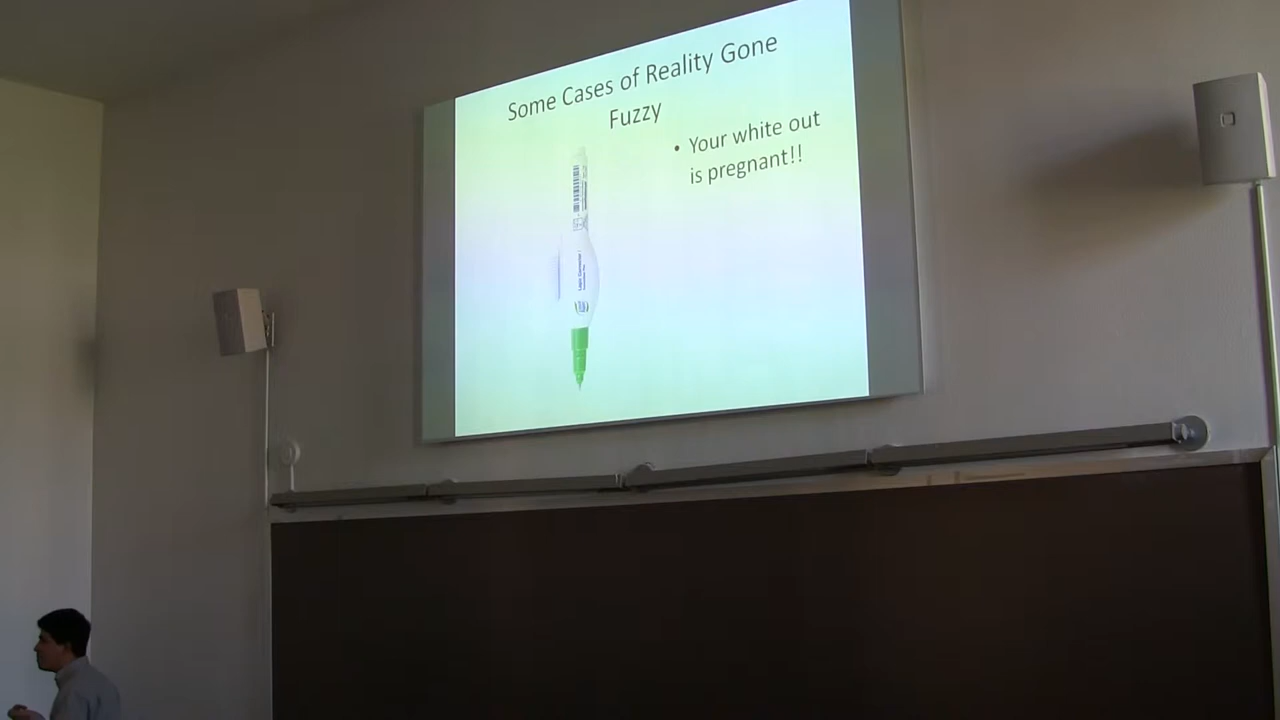 Some Cases of Reality Gone
Fuzzy
• Your white out
is pregnant!!